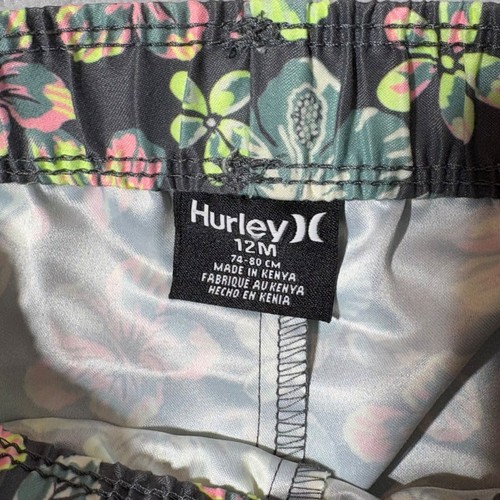 Hurley
12M
74-80 CM
MADE IN KENYA
FABRIQUE AU KENYA
HECHO EN KENIA